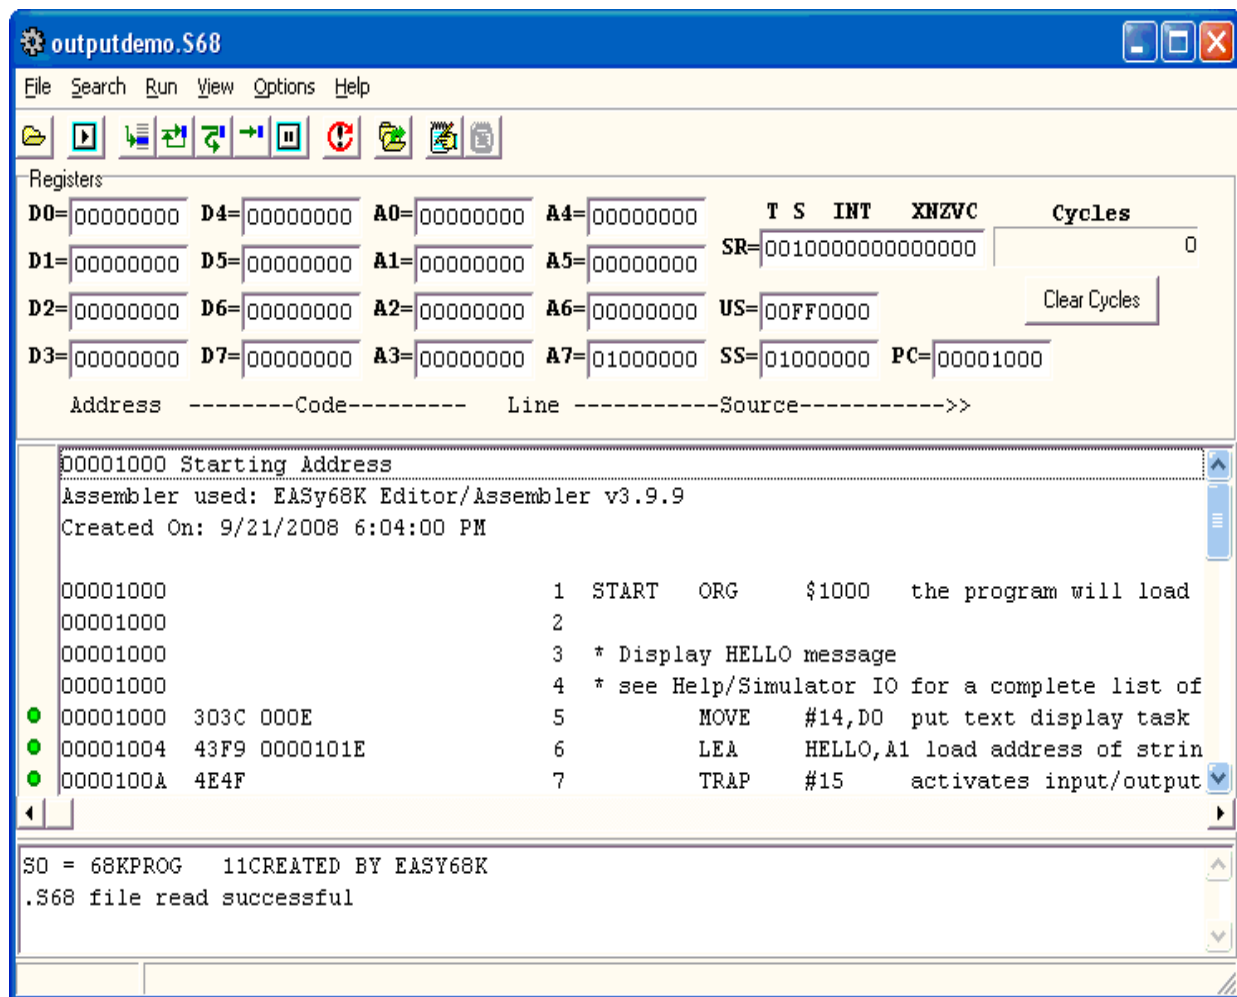 outputdemo.S68
File Search Run View Options Help
Registers
D0= 00000000 D4= 00000000 A0= 00000000 A4= 00000000 T S INT XNZVC Cycles
SR= 0010000000000000 0
D1= 00000000 D5= 00000000 A1= 00000000 A5= 00000000
D2= 00000000 D6= 00000000 A2= 00000000 A6= 00000000 US= 00FF0000 Clear Cycles
D3= 00000000 D7= 00000000 A3= 00000000 A7= 01000000 SS= 01000000 PC= 00001000
Address --------Code--------- Line -----------Source----------->>
00001000 Starting Address
Assembler used: EASy68K Editor/Assembler v3.9.9
Created On: 9/21/2008 6:04:00 PM
00001000 1 START ORG $1000 the program will load
00001000 2
00001000 3 * Display HELLO message
00001000 4 * see Help/Simulator IO for a complete list of
00001000 303C 000E 5 MOVE #14,D0 put text display task
00001004 43F9 0000101E 6 LEA HELLO,A1 load address of strin
0000100A 4E4F 7 TRAP #15 activates input/output
S0 = 68KPROG 11CREATED BY EASY68K
.S68 file read successful